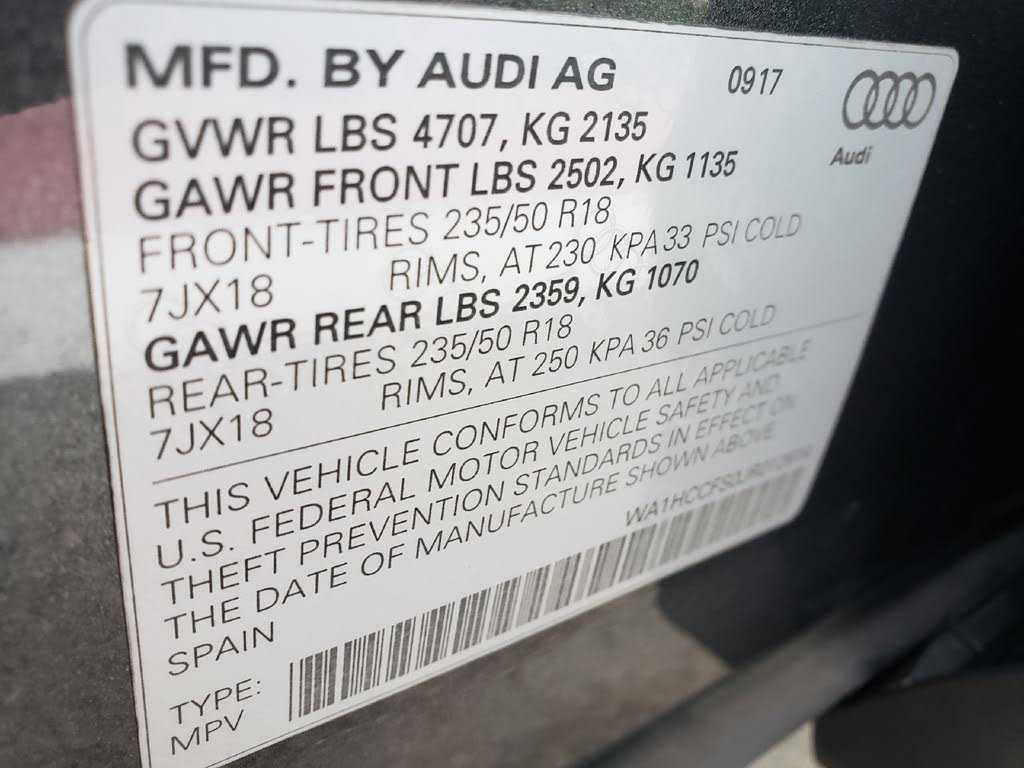 MFD. BY AUDI AG 0917
Audi
GVWR LBS 4707, KG 2135
GAWR FRONT LBS 2502, KG 1135
FRONT-TIRES 235/50 R18
7JX18 RIMS, AT 230 KPA 33 PSI COLD
GAWR REAR LBS 2359, KG 1070
REAR-TIRES 235/50 R18
7JX18 RIMS, AT 250 KPA 36 PSI COLD
THIS VEHICLE CONFORMS TO ALL APPLICABLE
U.S. FEDERAL MOTOR VEHICLE SAFETY AND
THEFT PREVENTION STANDARDS IN EFFECT ON
THE DATE OF MANUFACTURE SHOWN ABOVE
SPAIN
TYPE:
MPV